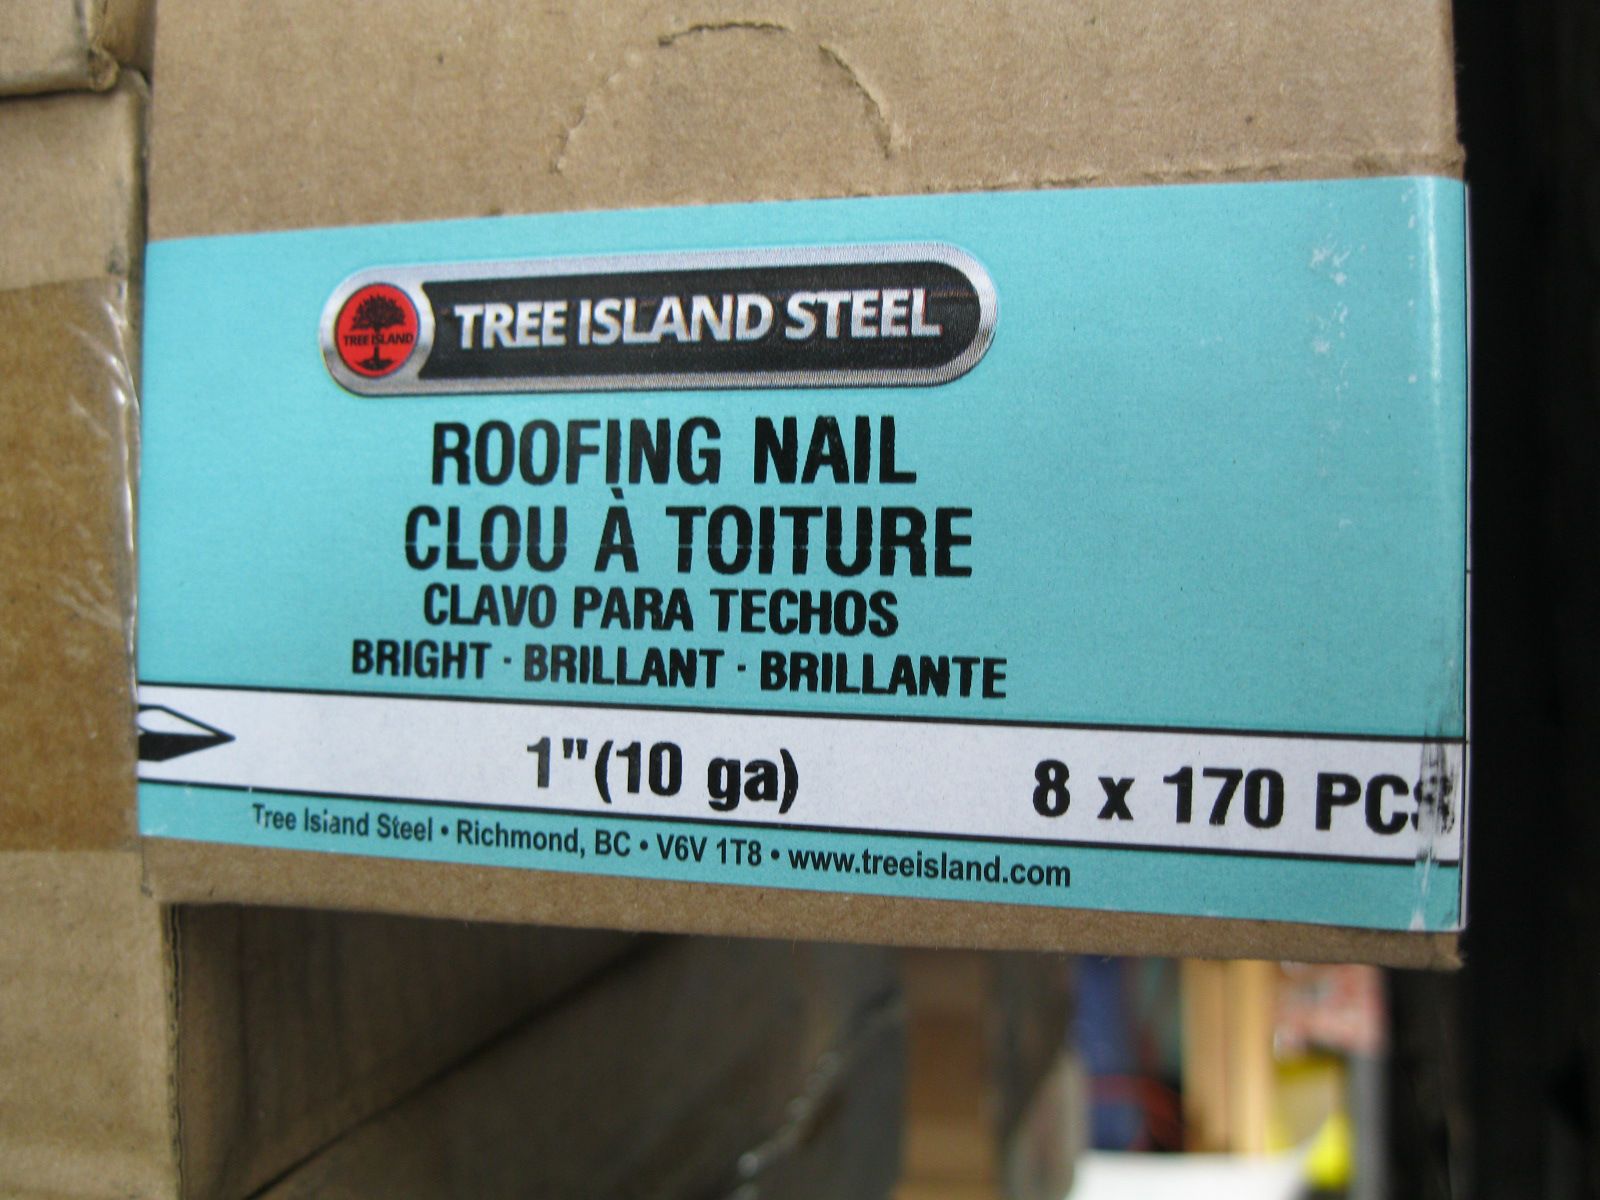 TREE ISLAND
TREE ISLAND STEEL
ROOFING NAIL
CLOU À TOITURE
CLAVO PARA TECHOS
BRIGHT · BRILLANT · BRILLANTE
1" (10 ga)
8 x 170 PCS
Tree Island Steel • Richmond, BC • V6V 1T8 • www.treeisland.com